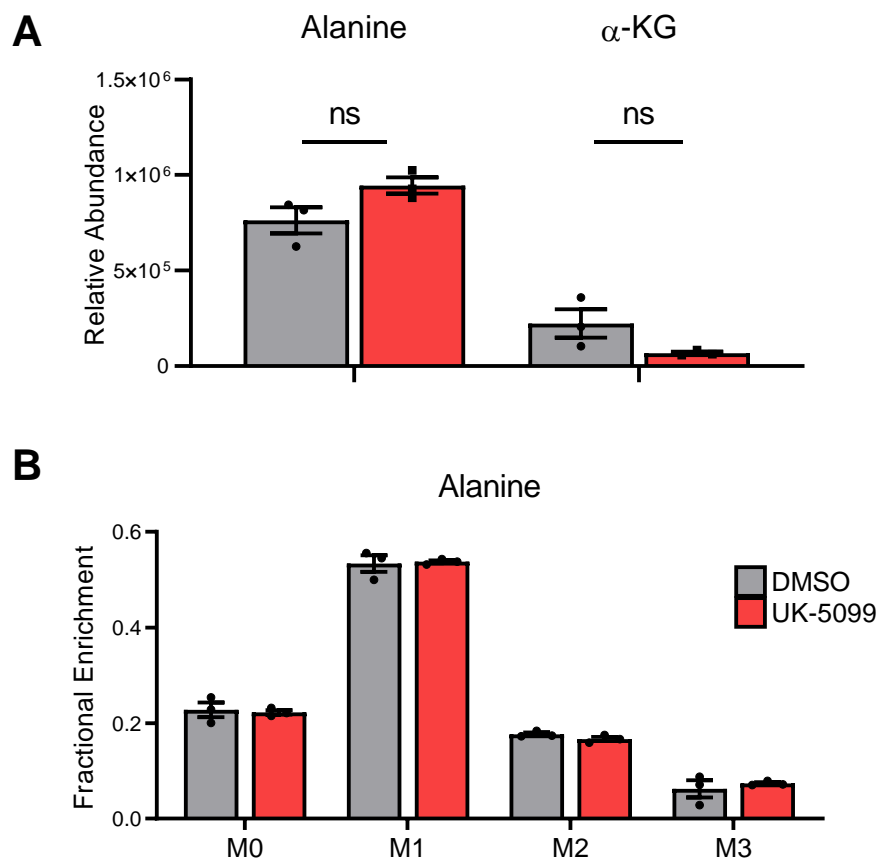 A
Alanine
α-KG
Relative Abundance
1.5×10⁶
1×10⁶
5×10⁵
0
ns
ns
B
Alanine
Fractional Enrichment
0.6
0.4
0.2
0.0
DMSO
UK-5099
M0
M1
M2
M3